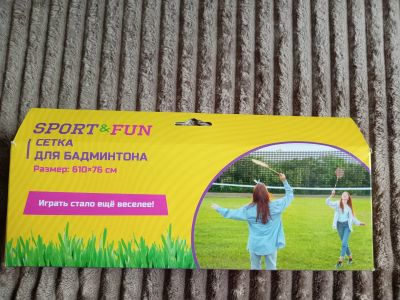 SPORT&FUN
СЕТКА
ДЛЯ БАДМИНТОНА
Размер: 610×76 см
Играть стало ещё веселее!